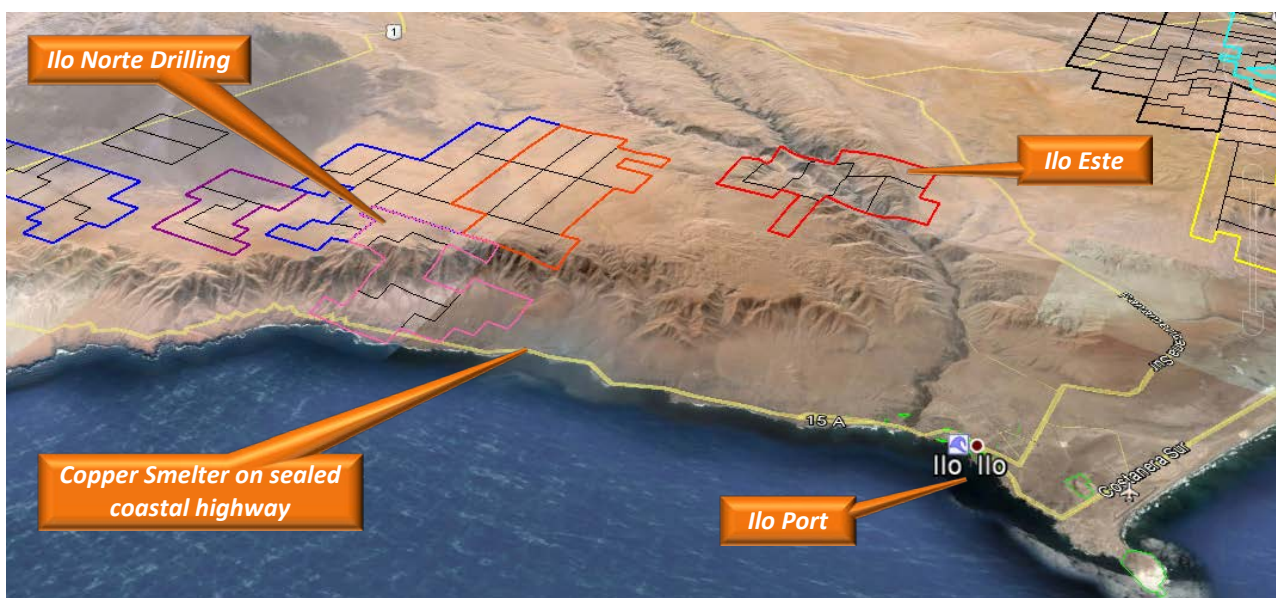 1
Ilo Norte Drilling
Ilo Este
15 A
Ilo Ilo
Costanera Sur
Copper Smelter on sealed
coastal highway
Ilo Port